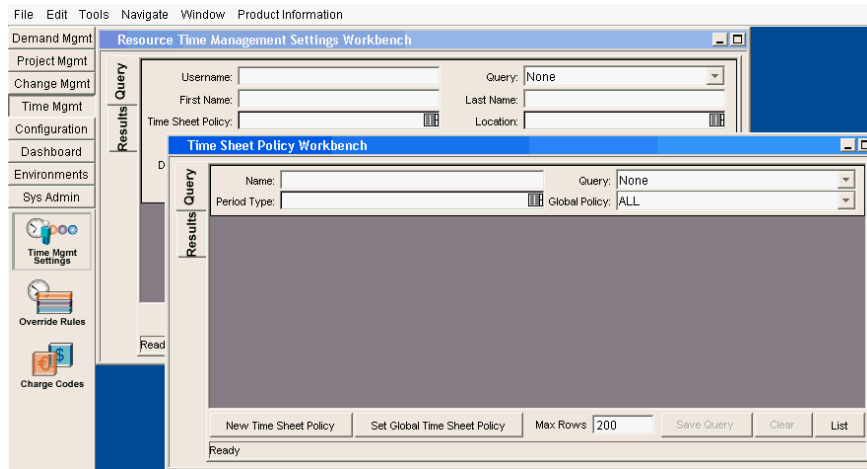 File Edit Tools Navigate Window Product Information
Demand Mgmt
Project Mgmt
Change Mgmt
Time Mgmt
Configuration
Dashboard
Environments
Sys Admin
Time Mgmt
Settings
Override Rules
Charge Codes
Resource Time Management Settings Workbench
Query
Results
Username:
Query: None
First Name:
Last Name:
Time Sheet Policy:
Location:
D
Read
Time Sheet Policy Workbench
Query
Results
Name:
Query: None
Period Type:
Global Policy: ALL
New Time Sheet Policy
Set Global Time Sheet Policy
Max Rows 200
Save Query
Clear
List
Ready